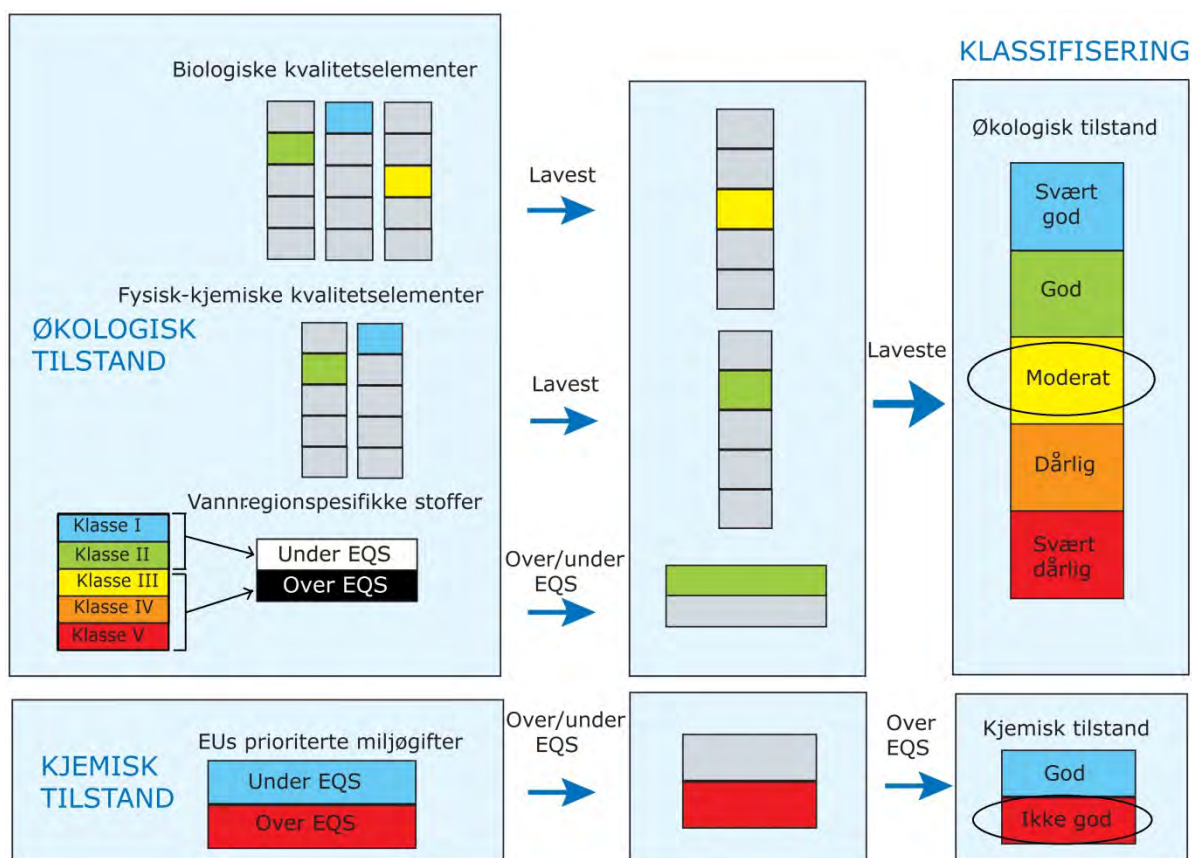 KLASSIFISERING
Biologiske kvalitetselementer
Lavest
Fysisk-kjemiske kvalitetselementer
ØKOLOGISK
TILSTAND
Lavest
Vannregionspesifikke stoffer
Klasse I
Klasse II
Klasse III
Klasse IV
Klasse V
Under EQS
Over EQS
Over/under
EQS
Laveste
Økologisk tilstand
Svært
god
God
Moderat
Dårlig
Svært
dårlig
KJEMISK
TILSTAND
EUs prioriterte miljøgifter
Under EQS
Over EQS
Over/under
EQS
Over
EQS
Kjemisk tilstand
God
Ikke god